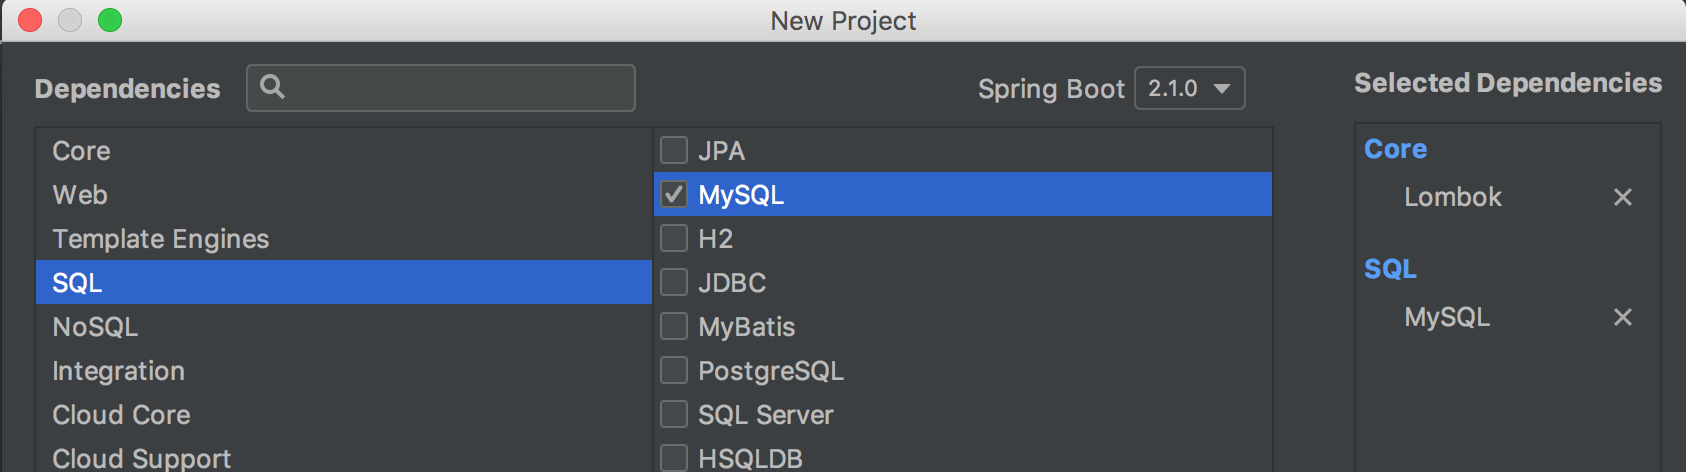 New Project
Dependencies
Spring Boot 2.1.0
Selected Dependencies
Core
Web
Template Engines
SQL
NoSQL
Integration
Cloud Core
Cloud Support
JPA
MySQL
H2
JDBC
MyBatis
PostgreSQL
SQL Server
HSQLDB
Core
Lombok
SQL
MySQL